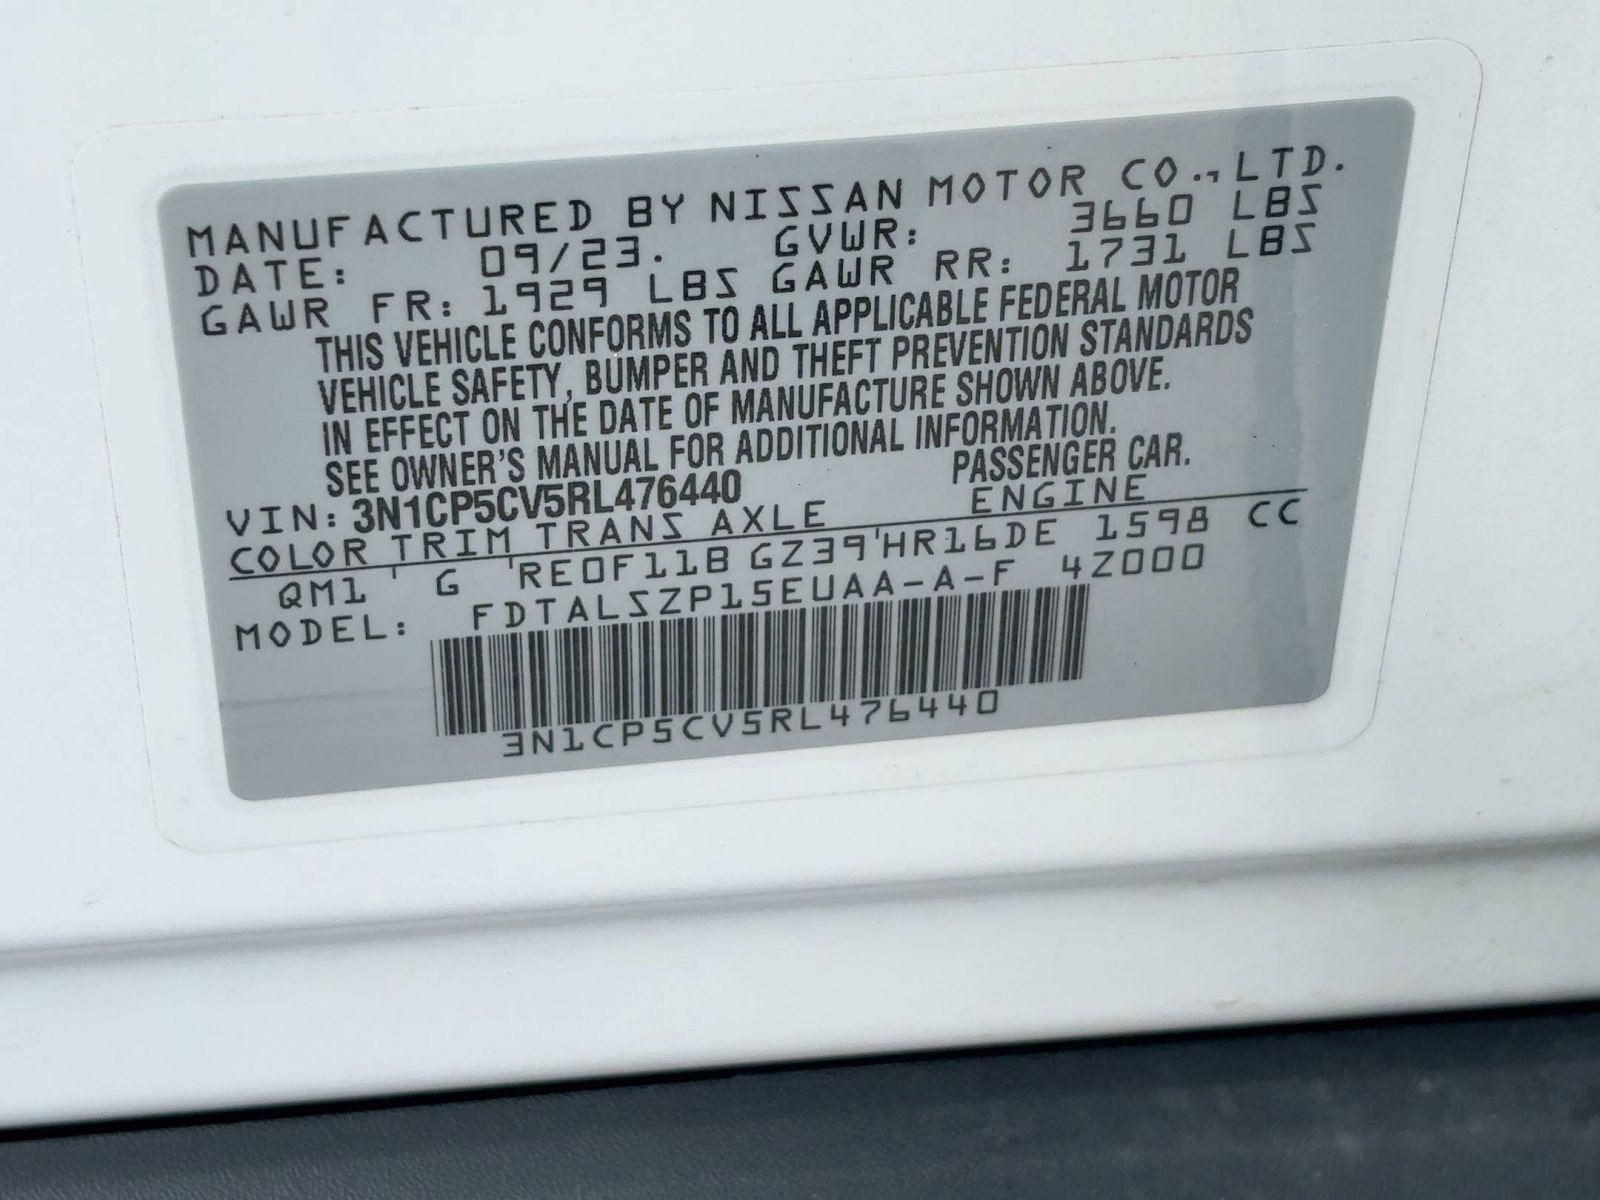 MANUFACTURED BY NISSAN MOTOR CO.,LTD.
DATE: 09/23. GVWR: 3660 LBS
GAWR FR: 1929 LBS GAWR RR: 1731 LBS
THIS VEHICLE CONFORMS TO ALL APPLICABLE FEDERAL MOTOR
VEHICLE SAFETY, BUMPER AND THEFT PREVENTION STANDARDS
IN EFFECT ON THE DATE OF MANUFACTURE SHOWN ABOVE.
SEE OWNER'S MANUAL FOR ADDITIONAL INFORMATION.
VIN: 3N1CP5CV5RL476440 PASSENGER CAR.
COLOR TRIM TRANS AXLE ENGINE
QM1 ' G 'RE0F11B GZ39'HR16DE 1598 CC
MODEL: FDTALSZP15EUAA-A-F 4Z000
3N1CP5CV5RL476440